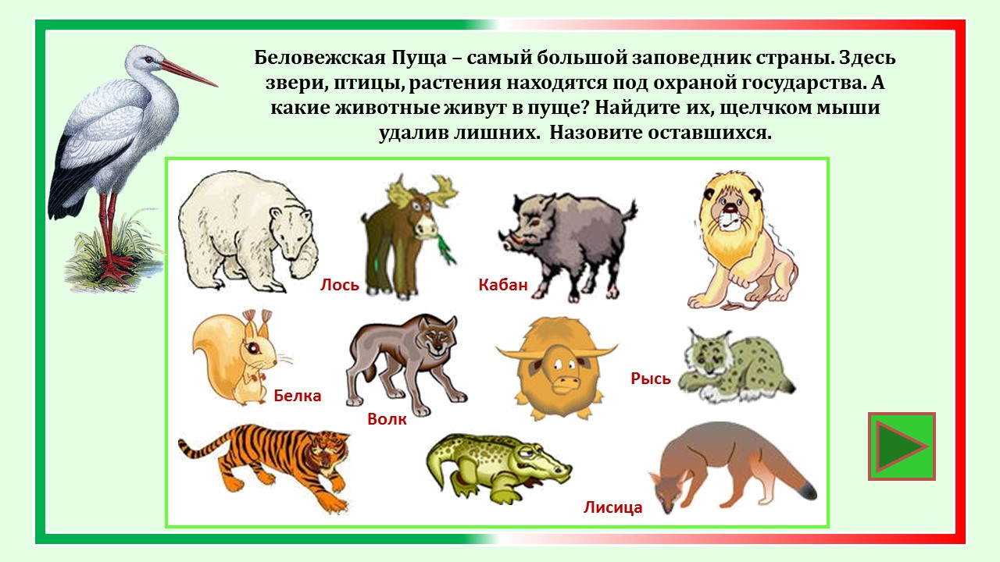 Беловежская Пуща – самый большой заповедник страны. Здесь
звери, птицы, растения находятся под охраной государства. А
какие животные живут в пуще? Найдите их, щелчком мыши
удалив лишних.  Назовите оставшихся.
Лось
Кабан
Рысь
Белка
Волк
Лисица